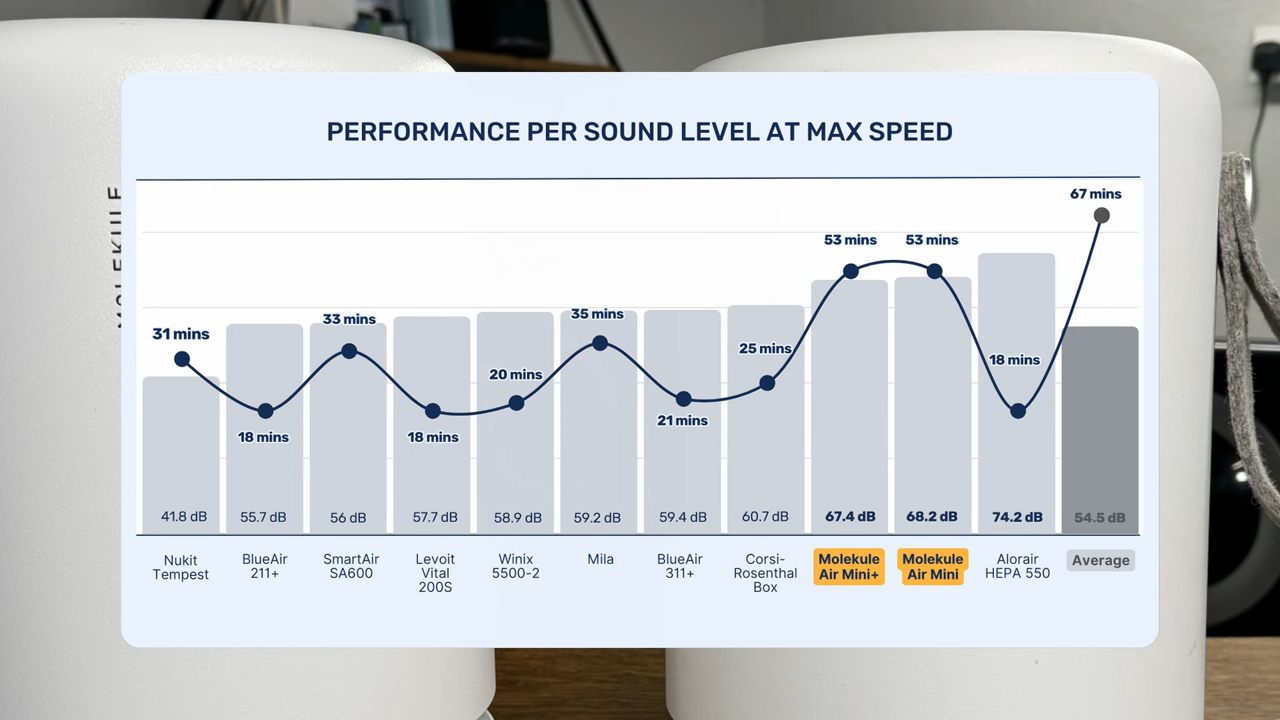 PERFORMANCE PER SOUND LEVEL AT MAX SPEED
MOLEKULE
31 mins
18 mins
33 mins
18 mins
20 mins
35 mins
21 mins
25 mins
53 mins
53 mins
18 mins
67 mins
41.8 dB
55.7 dB
56 dB
57.7 dB
58.9 dB
59.2 dB
59.4 dB
60.7 dB
67.4 dB
68.2 dB
74.2 dB
54.5 dB
Nukit
Tempest
BlueAir
211+
SmartAir
SA600
Levoit
Vital
200S
Winix
5500-2
Mila
BlueAir
311+
Corsi-
Rosenthal
Box
Molekule
Air Mini+
Molekule
Air Mini
Alorair
HEPA 550
Average